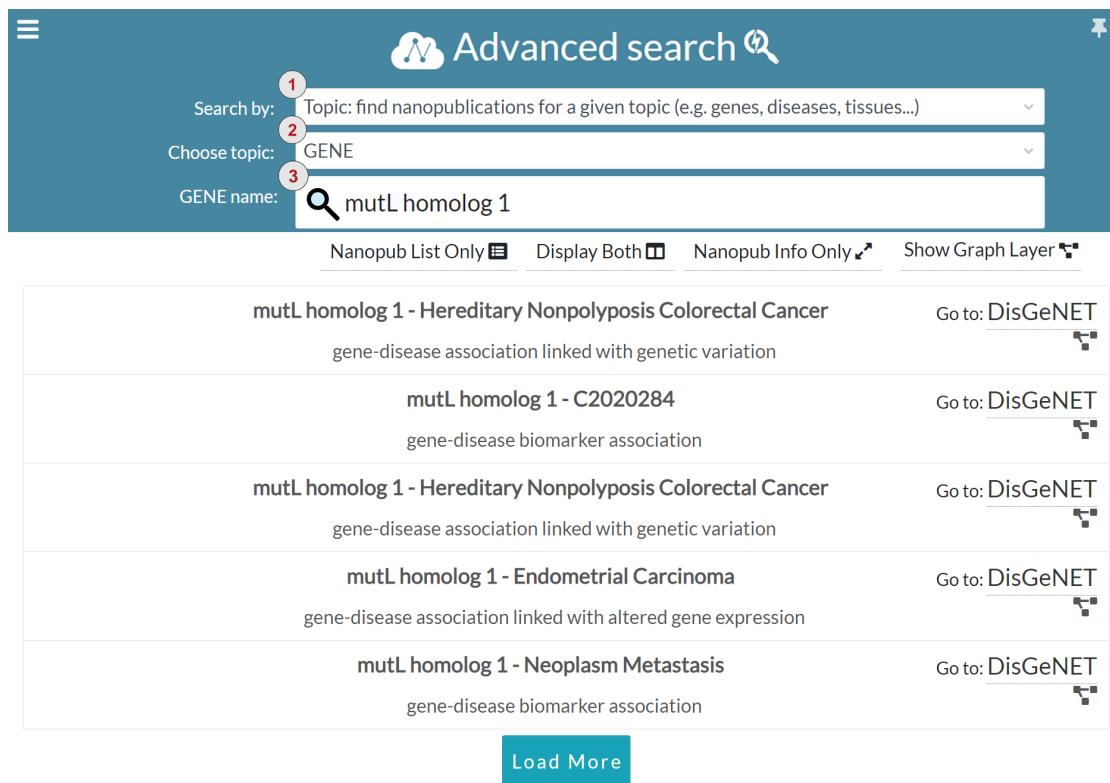 Advanced search
1
Search by: Topic: find nanopublications for a given topic (e.g. genes, diseases, tissues...)
2
Choose topic: GENE
3
GENE name: mutL homolog 1
Nanopub List Only Display Both Nanopub Info Only Show Graph Layer
mutL homolog 1 - Hereditary Nonpolyposis Colorectal Cancer Go to: DisGeNET
gene-disease association linked with genetic variation
mutL homolog 1 - C2020284 Go to: DisGeNET
gene-disease biomarker association
mutL homolog 1 - Hereditary Nonpolyposis Colorectal Cancer Go to: DisGeNET
gene-disease association linked with genetic variation
mutL homolog 1 - Endometrial Carcinoma Go to: DisGeNET
gene-disease association linked with altered gene expression
mutL homolog 1 - Neoplasm Metastasis Go to: DisGeNET
gene-disease biomarker association
Load More